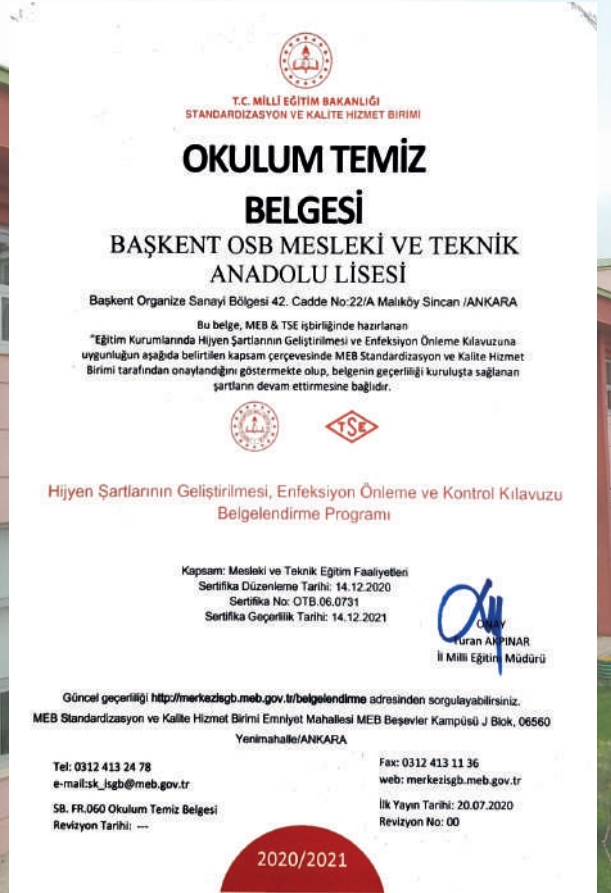 T.C. MİLLÎ EĞİTİM BAKANLIĞI
STANDARDİZASYON VE KALİTE HİZMET BİRİMİ
OKULUM TEMİZ
BELGESİ
BAŞKENT OSB MESLEKİ VE TEKNİK
ANADOLU LİSESİ
Başkent Organize Sanayi Bölgesi 42. Cadde No:22/A Malıköy Sincan /ANKARA
Bu belge, MEB & TSE işbirliğinde hazırlanan
"Eğitim Kurumlarında Hijyen Şartlarının Geliştirilmesi ve Enfeksiyon Önleme Kılavuzuna
uygunluğun aşağıda belirtilen kapsam çerçevesinde MEB Standardizasyon ve Kalite Hizmet
Birimi tarafından onaylandığını göstermekte olup, belgenin geçerliliği kuruluşta sağlanan
şartların devam ettirmesine bağlıdır.
TSE
Hijyen Şartlarının Geliştirilmesi, Enfeksiyon Önleme ve Kontrol Kılavuzu
Belgelendirme Programı
Kapsam: Mesleki ve Teknik Eğitim Faaliyetleri
Sertifika Düzenleme Tarihi: 14.12.2020
Sertifika No: OTB.06.0731
Sertifika Geçerlilik Tarihi: 14.12.2021
ONAY
Turan AKPINAR
İl Milli Eğitim Müdürü
Güncel geçerliliği http://merkezisgb.meb.gov.tr/belgelendirme adresinden sorgulayabilirsiniz.
MEB Standardizasyon ve Kalite Hizmet Birimi Emniyet Mahallesi MEB Beşevler Kampüsü J Blok, 06560
Yenimahalle/ANKARA
Tel: 0312 413 24 78
e-mail:sk_isgb@meb.gov.tr
SB. FR.060 Okulum Temiz Belgesi
Revizyon Tarihi: ---
Fax: 0312 413 11 36
web: merkezisgb.meb.gov.tr
İlk Yayın Tarihi: 20.07.2020
Revizyon No: 00
2020/2021